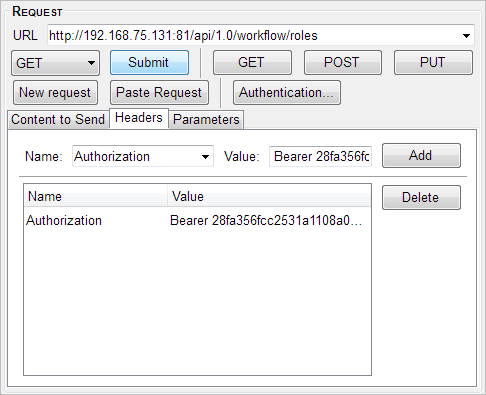 REQUEST
URL http://192.168.75.131:81/api/1.0/workflow/roles
GET Submit GET POST PUT
New request Paste Request Authentication...
Content to Send Headers Parameters
Name: Authorization Value: Bearer 28fa356fc Add
Name Value Delete
Authorization Bearer 28fa356fcc2531a1108a0...